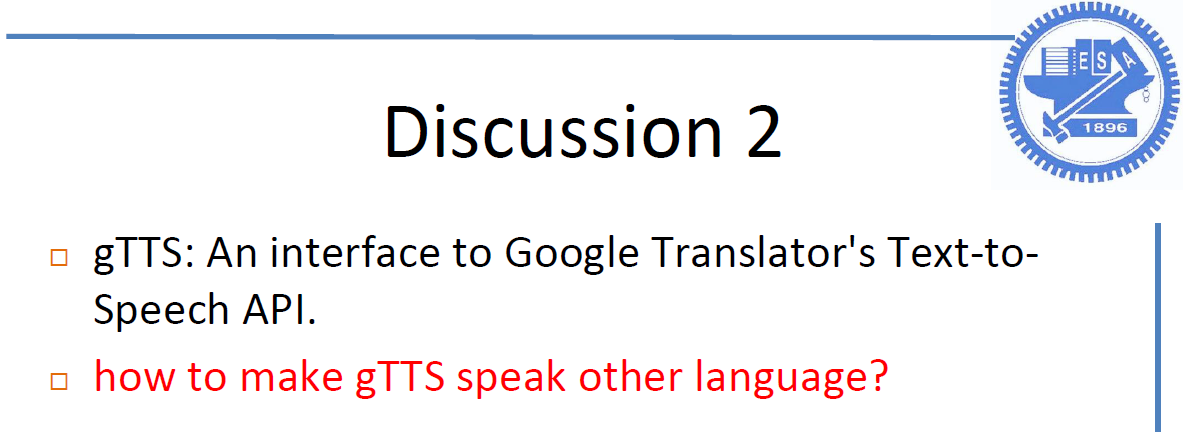 E S A
1896
Discussion 2
gTTS: An interface to Google Translator's Text-to-
Speech API.
how to make gTTS speak other language?